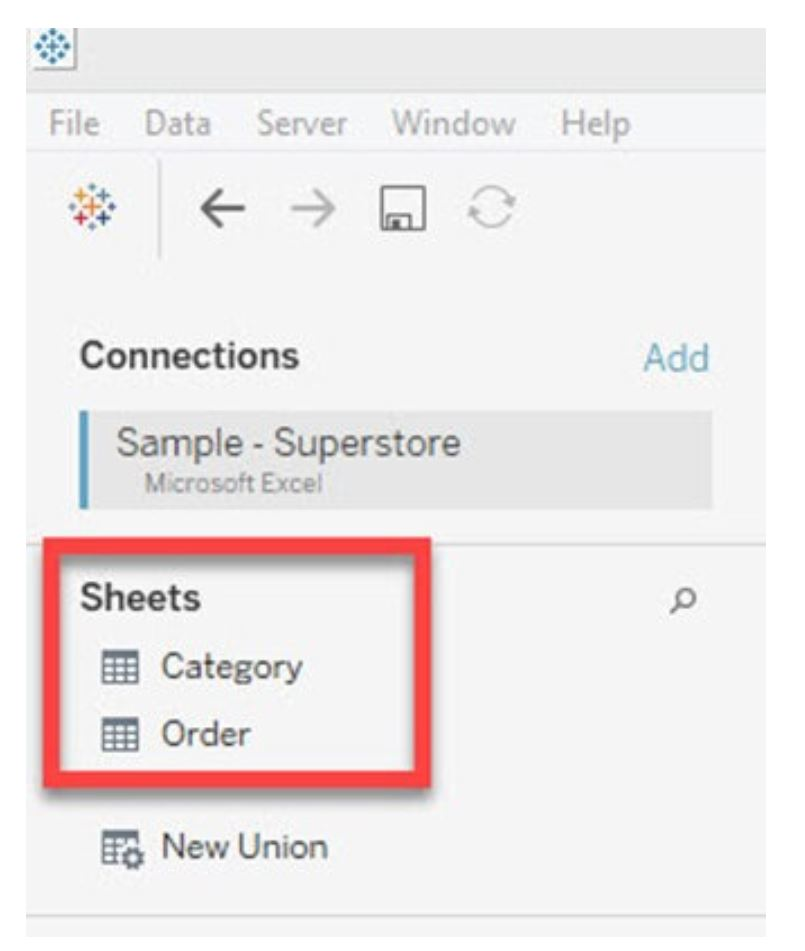 File Data Server Window Help
Connections Add
Sample - Superstore
Microsoft Excel
Sheets
Category
Order
New Union